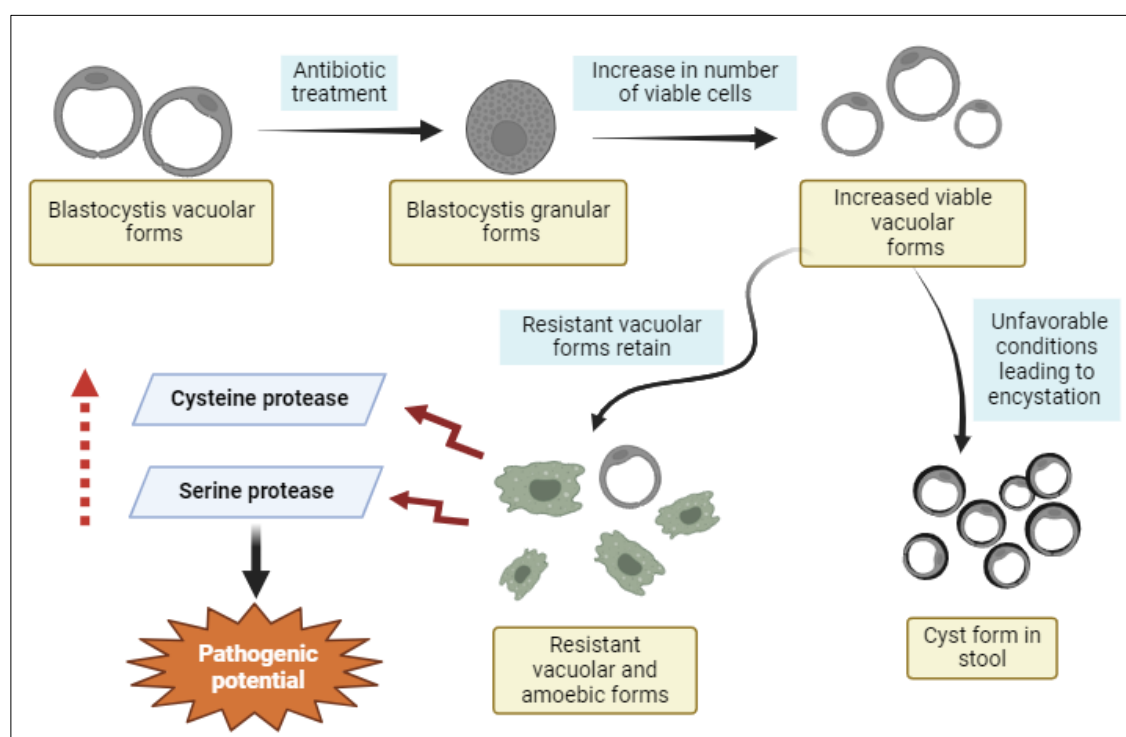 Antibiotic
treatment
Increase in number
of viable cells
Blastocystis vacuolar
forms
Blastocystis granular
forms
Increased viable
vacuolar
forms
Resistant vacuolar
forms retain
Unfavorable
conditions
leading to
encystation
Cysteine protease
Serine protease
Pathogenic
potential
Resistant
vacuolar and
amoebic forms
Cyst form in
stool